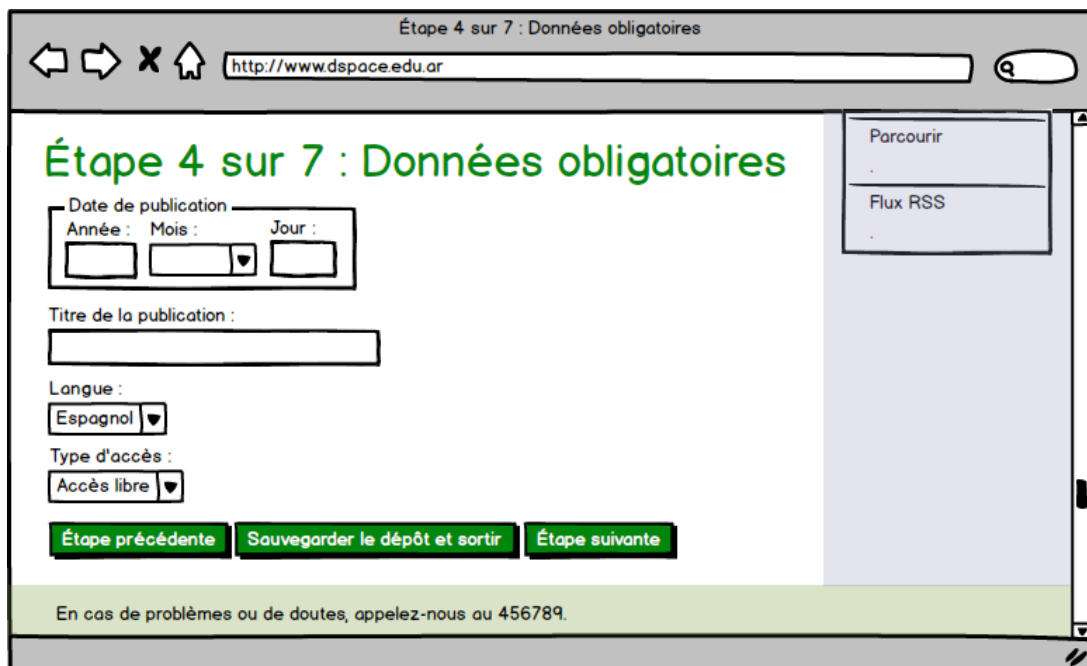 Étape 4 sur 7 : Données obligatoires
http://www.dspace.edu.ar
Étape 4 sur 7 : Données obligatoires
Date de publication
Année : Mois : Jour :
Titre de la publication :
Langue :
Espagnol
Type d'accès :
Accès libre
Étape précédente Sauvegarder le dépôt et sortir Étape suivante
Parcourir
.
Flux RSS
.
En cas de problèmes ou de doutes, appelez-nous au 456789.